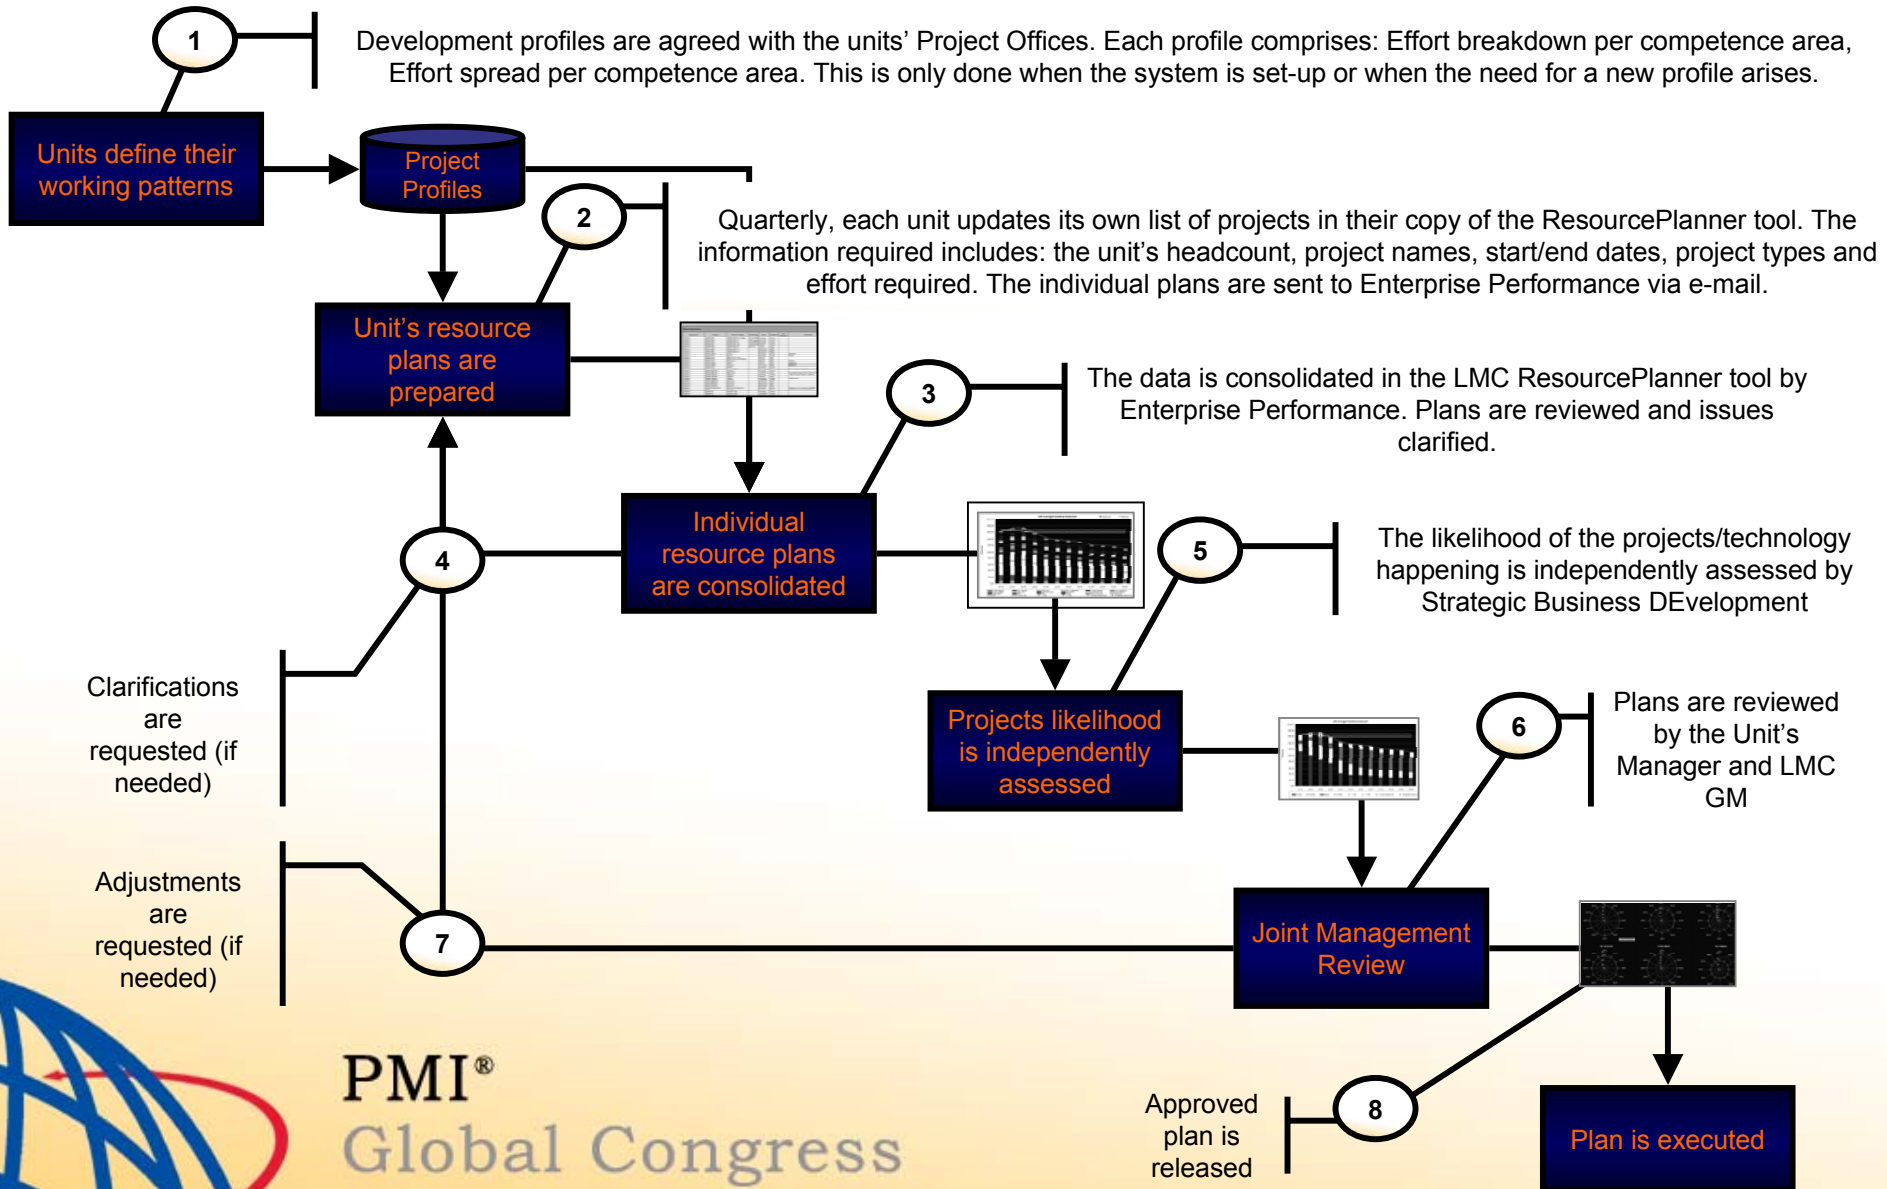 1
Development profiles are agreed with the units’ Project Offices. Each profile comprises: Effort breakdown per competence area,
Effort spread per competence area. This is only done when the system is set-up or when the need for a new profile arises.
Units define their
working patterns
Project
Profiles
2
Quarterly, each unit updates its own list of projects in their copy of the ResourcePlanner tool. The
information required includes: the unit’s headcount, project names, start/end dates, project types and
effort required. The individual plans are sent to Enterprise Performance via e-mail.
Unit’s resource
plans are
prepared
3
The data is consolidated in the LMC ResourcePlanner tool by
Enterprise Performance. Plans are reviewed and issues
clarified.
Individual
resource plans
are consolidated
4
Clarifications
are
requested (if
needed)
5
The likelihood of the projects/technology
happening is independently assessed by
Strategic Business DEvelopment
Projects likelihood
is independently
assessed
6
Plans are reviewed
by the Unit’s
Manager and LMC
GM
Joint Management
Review
7
Adjustments
are
requested (if
needed)
8
Approved
plan is
released
Plan is executed
PMI®
Global Congress